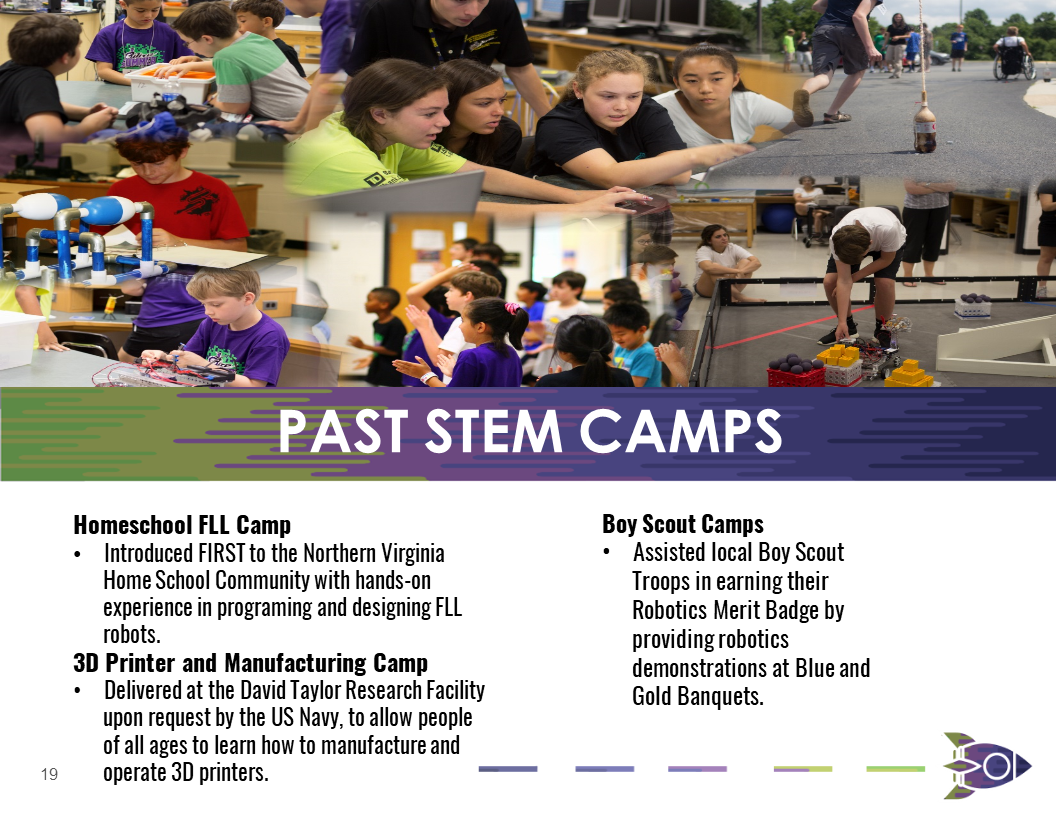 PAST STEM CAMPS
Homeschool FLL Camp
• Introduced FIRST to the Northern Virginia
Home School Community with hands-on
experience in programing and designing FLL
robots.
3D Printer and Manufacturing Camp
• Delivered at the David Taylor Research Facility
upon request by the US Navy, to allow people
of all ages to learn how to manufacture and
operate 3D printers.
Boy Scout Camps
• Assisted local Boy Scout
Troops in earning their
Robotics Merit Badge by
providing robotics
demonstrations at Blue and
Gold Banquets.
19